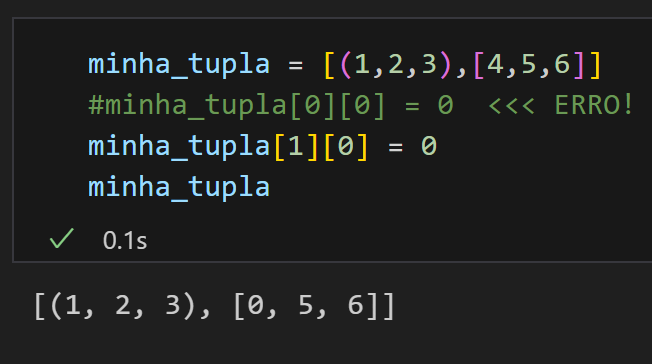 minha_tupla = [(1,2,3),[4,5,6]]
#minha_tupla[0][0] = 0  <<< ERRO!
minha_tupla[1][0] = 0
minha_tupla
✓ 0.1s
[(1, 2, 3), [0, 5, 6]]